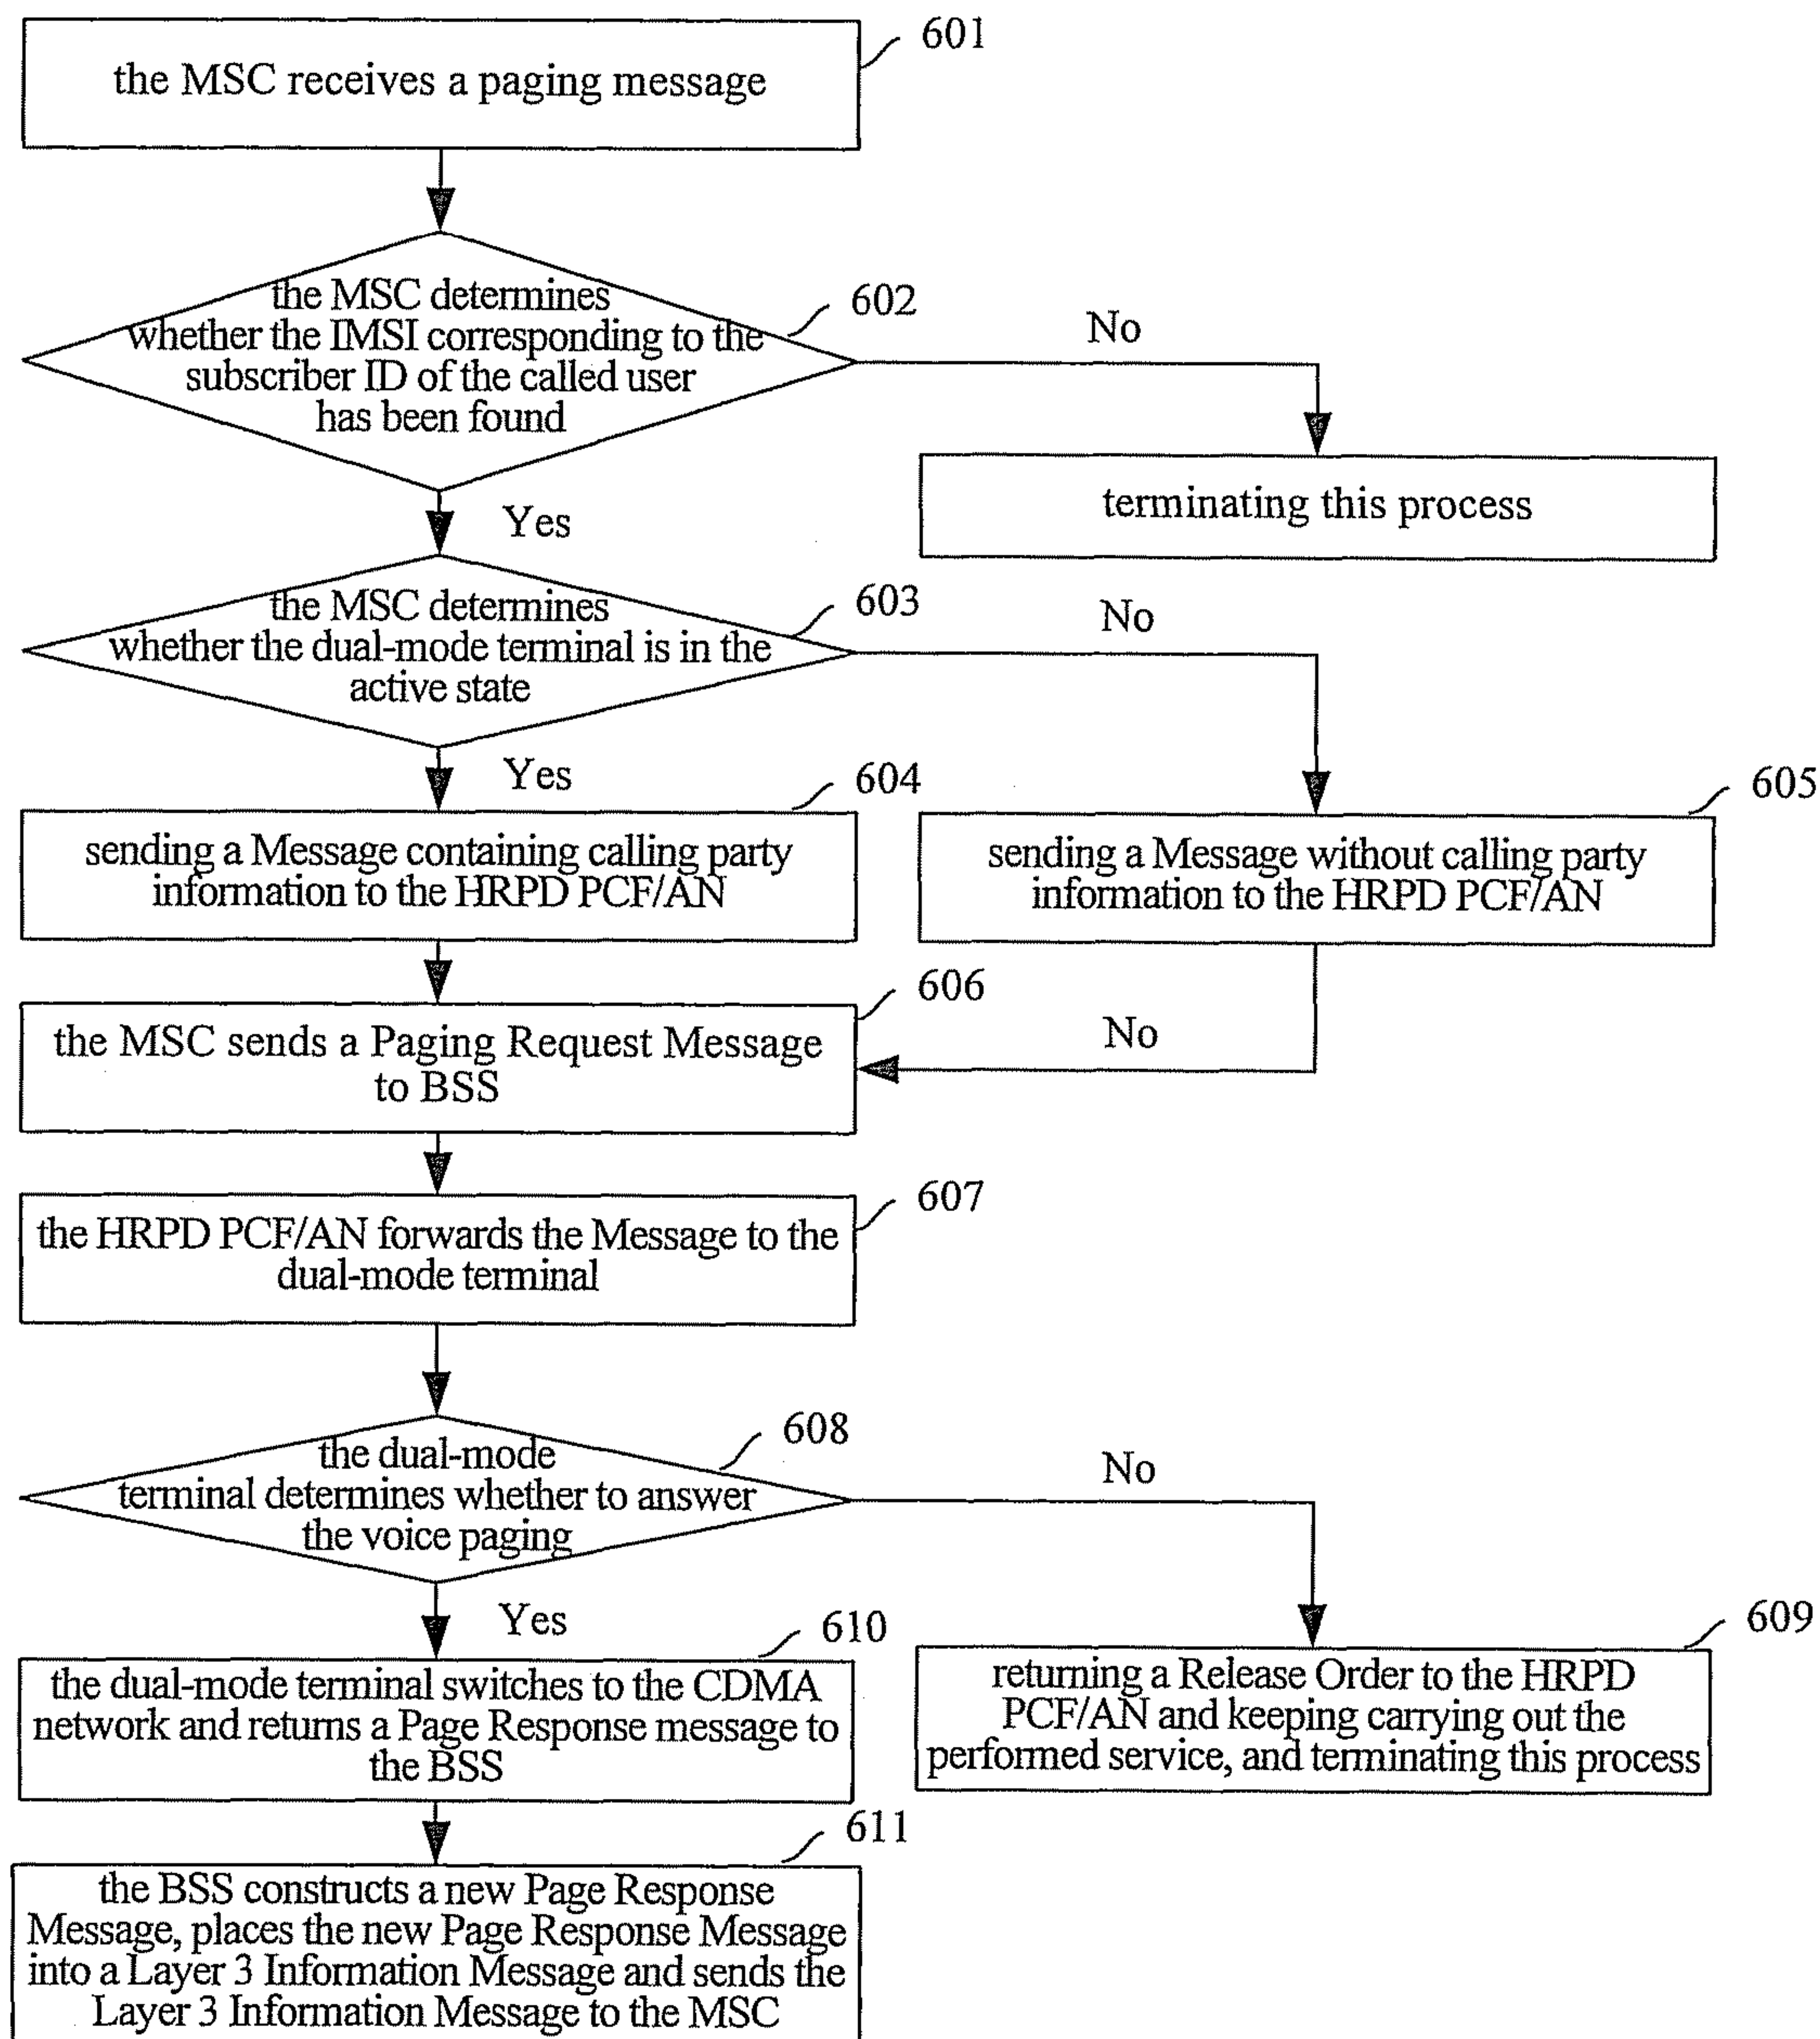 601
the MSC receives a paging message
602
the MSC determines
whether the IMSI corresponding to the
subscriber ID of the called user
has been found
No
terminating this process
Yes
603
the MSC determines
whether the dual-mode terminal is in the
active state
No
Yes
604
sending a Message containing calling party
information to the HRPD PCF/AN
605
sending a Message without calling party
information to the HRPD PCF/AN
606
the MSC sends a Paging Request Message
to BSS
No
607
the HRPD PCF/AN forwards the Message to the
dual-mode terminal
608
the dual-mode
terminal determines whether to answer
the voice paging
No
Yes
610
the dual-mode terminal switches to the CDMA
network and returns a Page Response message to
the BSS
609
returning a Release Order to the HRPD
PCF/AN and keeping carrying out the
performed service, and terminating this process
611
the BSS constructs a new Page Response
Message, places the new Page Response Message
into a Layer 3 Information Message and sends the
Layer 3 Information Message to the MSC